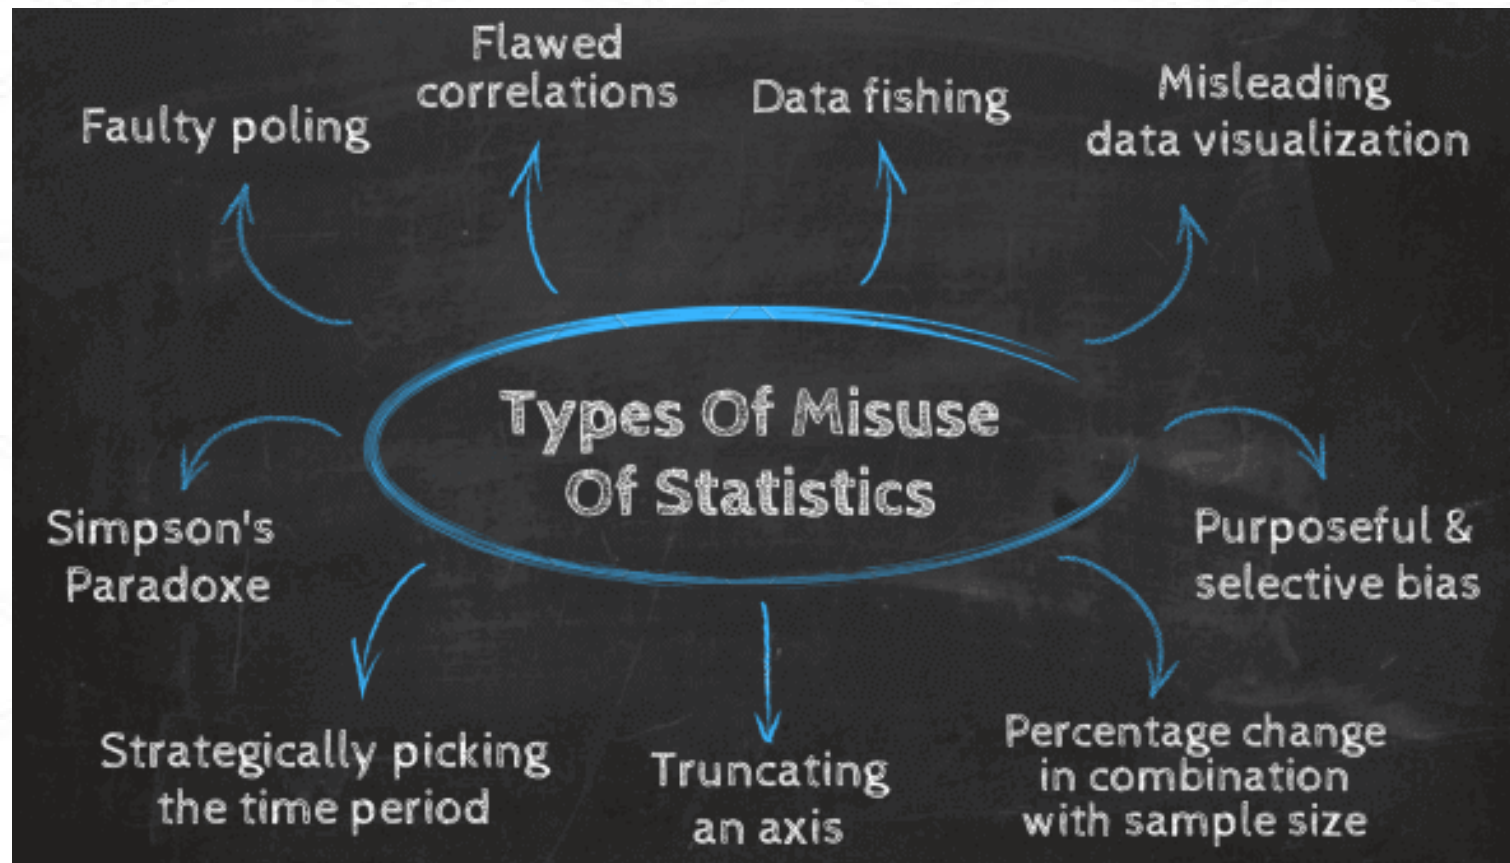 Flawed
correlations
Data fishing
Misleading
data visualization
Faulty poling
Types Of Misuse
Of Statistics
Simpson's
Paradoxe
Purposeful &
selective bias
Strategically picking
the time period
Truncating
an axis
Percentage change
in combination
with sample size